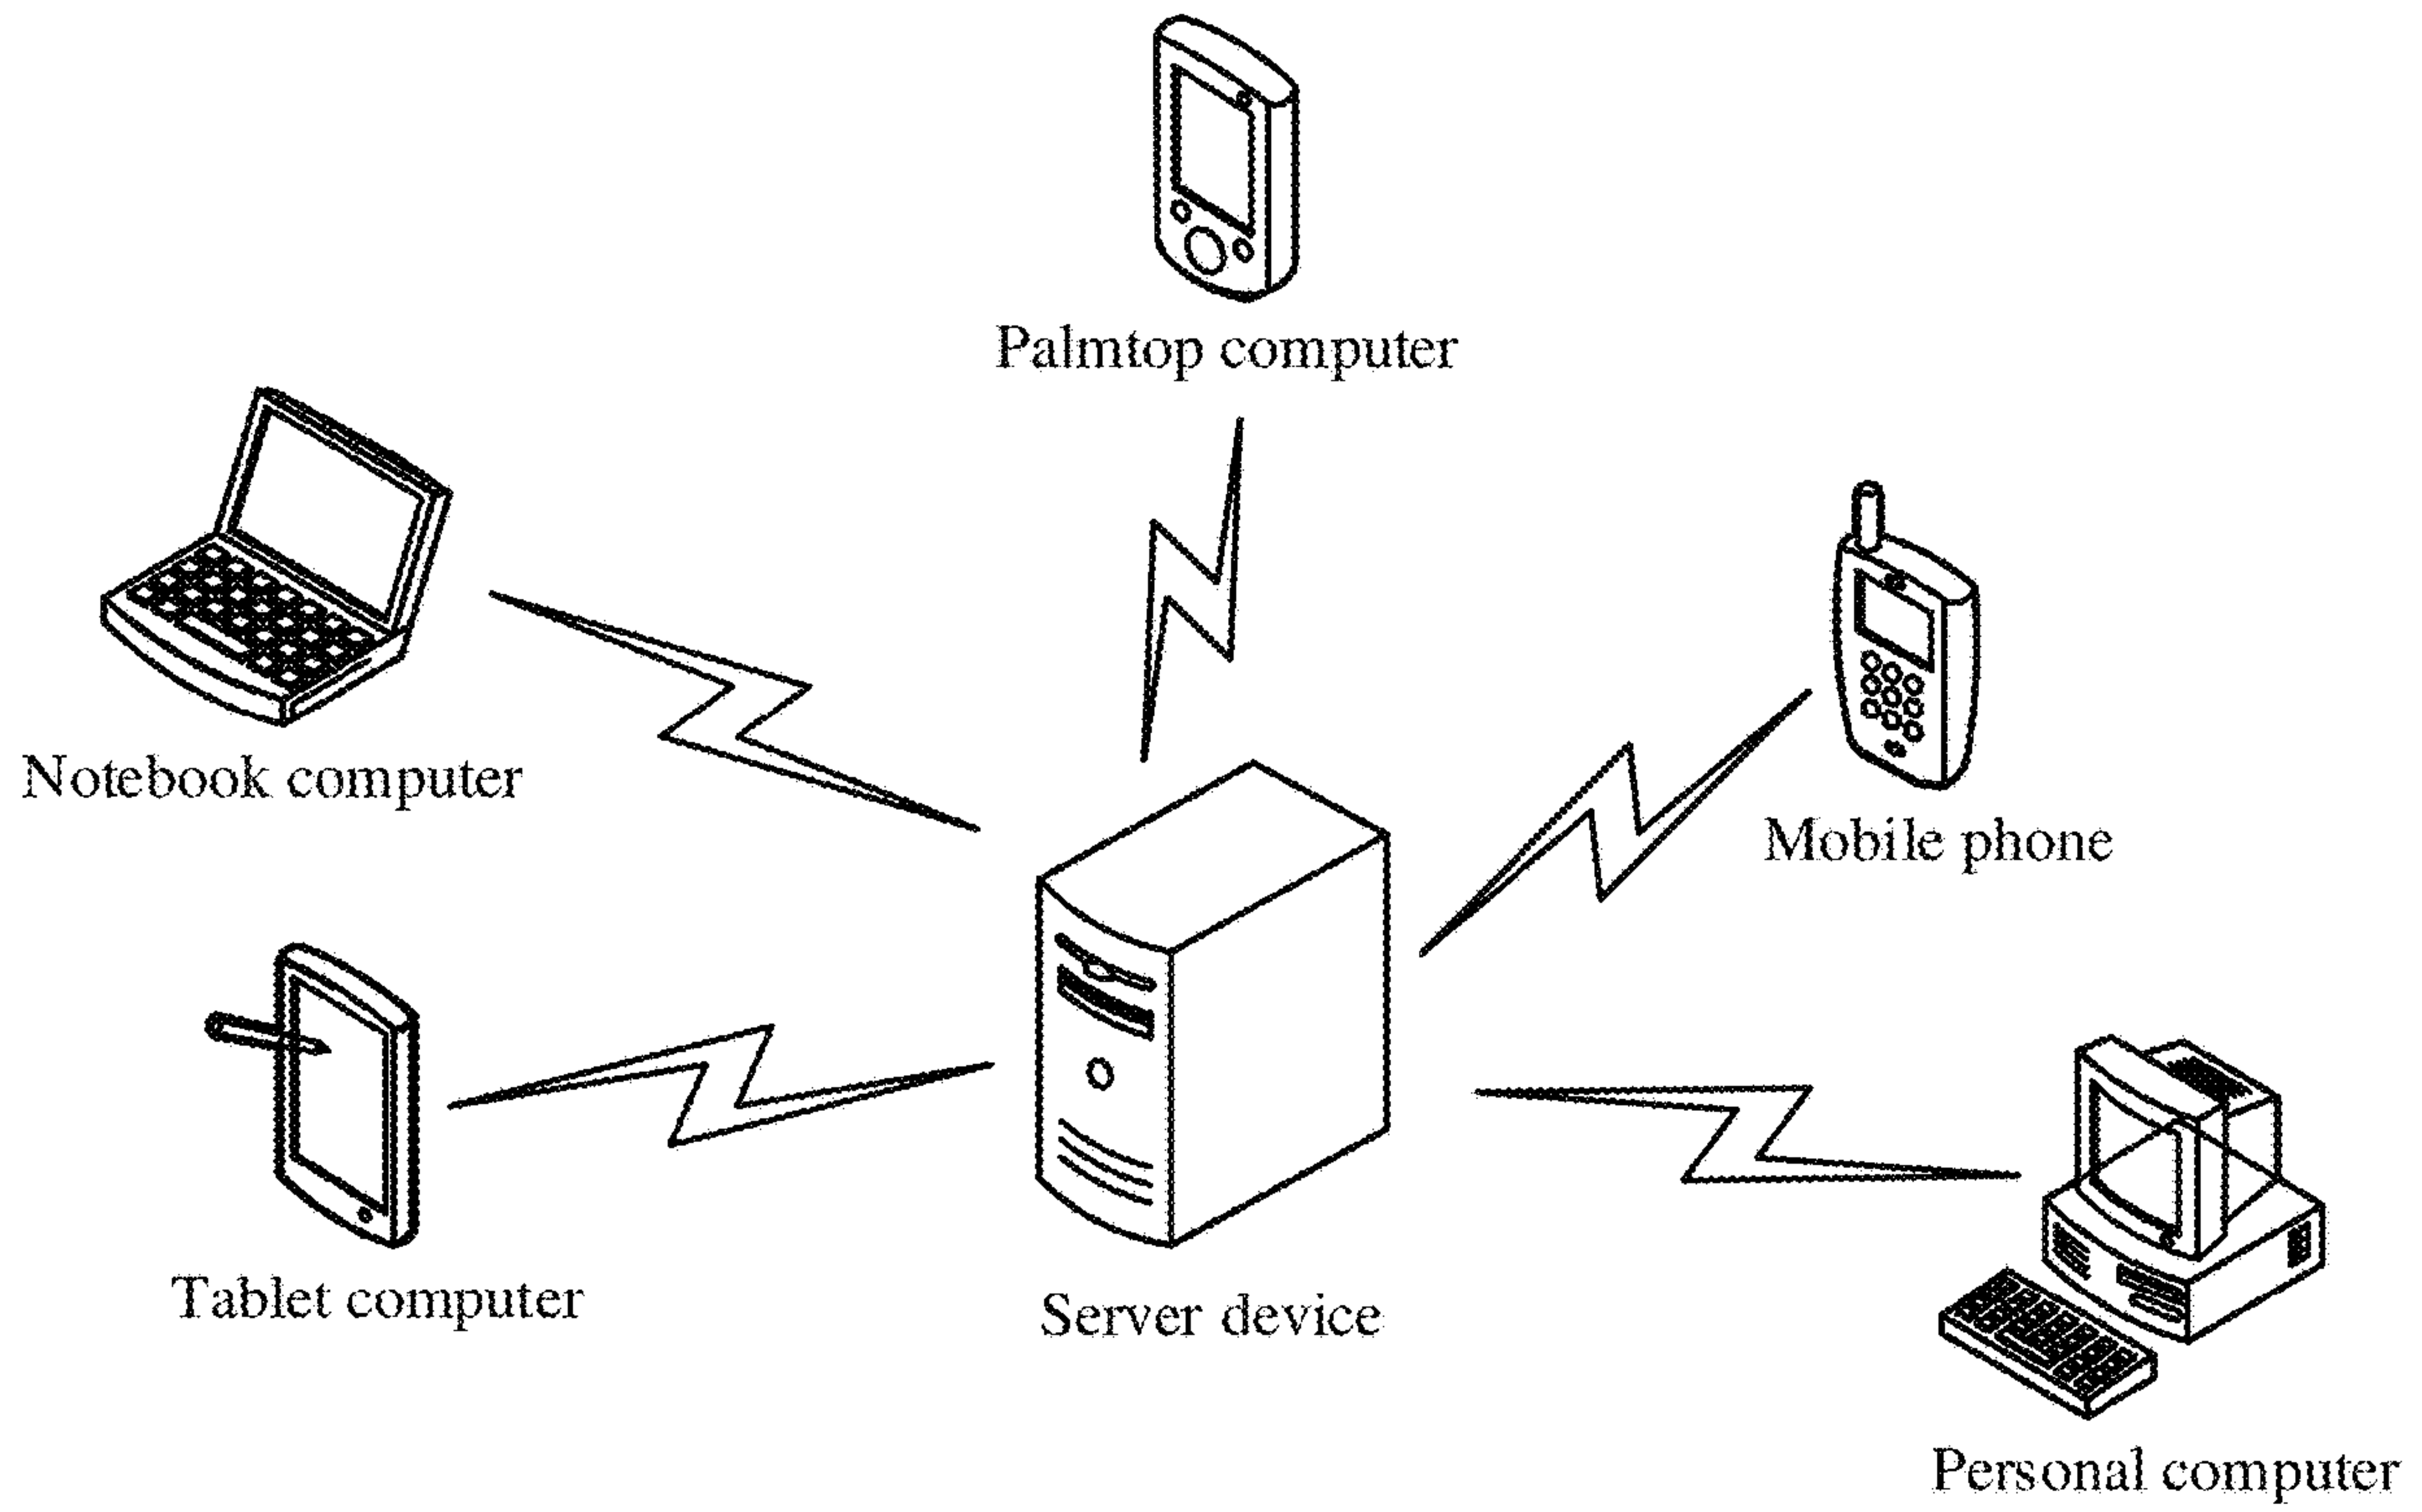 Palmtop computer
Notebook computer
Mobile phone
Tablet computer
Server device
Personal computer